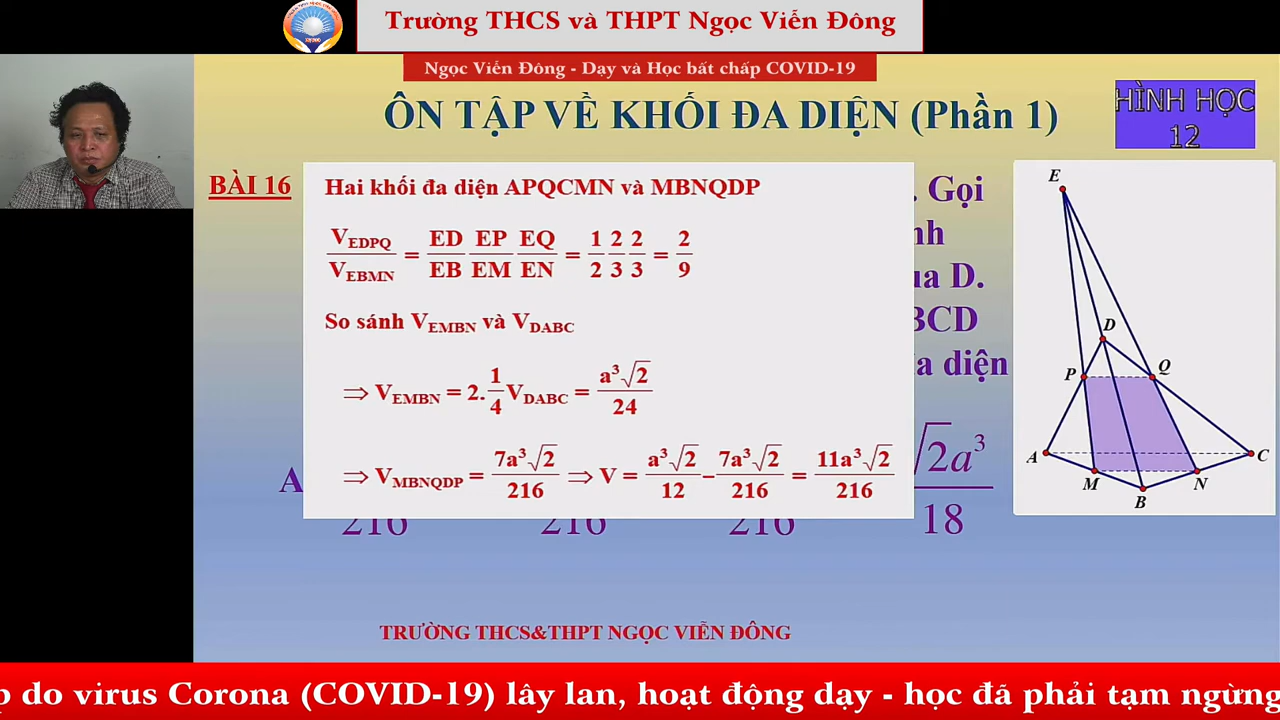 Trường THCS và THPT Ngọc Viễn Đông
Ngọc Viễn Đông - Dạy và Học bất chấp COVID-19
ÔN TẬP VỀ KHỐI ĐA DIỆN (Phần 1)
HÌNH HỌC
12
BÀI 16
. Gọi
D.
BCD
diện
Hai khối đa diện APQCMN và MBNQDP
V_EDPQ / V_EBMN = ED/EB EP/EM EQ/EN = 1/2 2/3 2/3 = 2/9
So sánh V_EMBN và V_DABC
⇒ V_EMBN = 2. 1/4 V_DABC = a³√2 / 24
⇒ V_MBNQDP = 7a³√2 / 216 ⇒ V = a³√2 / 12 − 7a³√2 / 216 = 11a³√2 / 216
A
√2a³ / 18
216 216 216
E
D
P
Q
A
C
M
N
B
TRƯỜNG THCS&THPT NGỌC VIỄN ĐÔNG
do virus Corona (COVID-19) lây lan, hoạt động dạy - học đã phải tạm ngừng